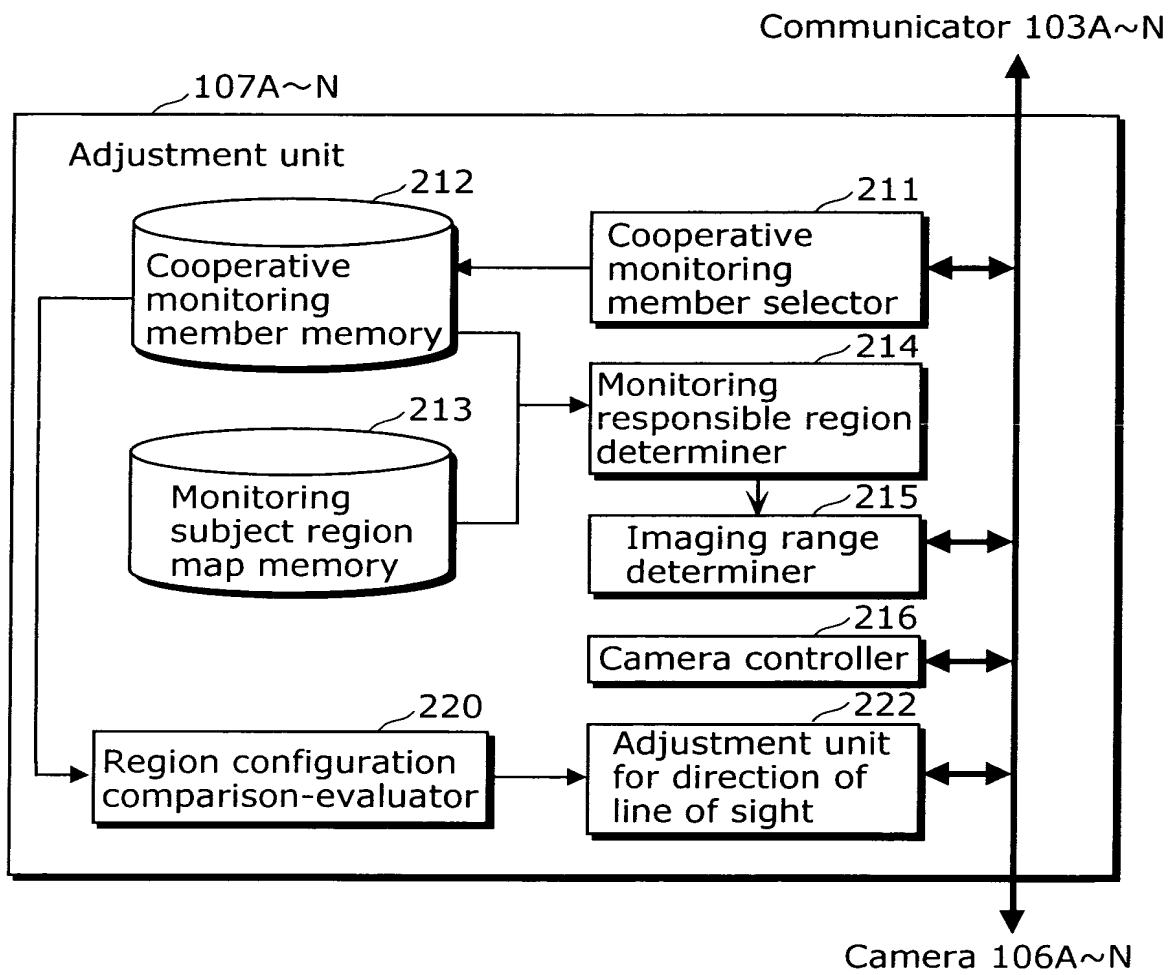 Communicator 103A~N
107A~N
Adjustment unit
212
Cooperative
monitoring
member memory
211
Cooperative
monitoring
member selector
214
Monitoring
responsible region
determiner
213
Monitoring
subject region
map memory
215
Imaging range
determiner
216
Camera controller
220
Region configuration
comparison-evaluator
222
Adjustment unit
for direction of
line of sight
Camera 106A~N